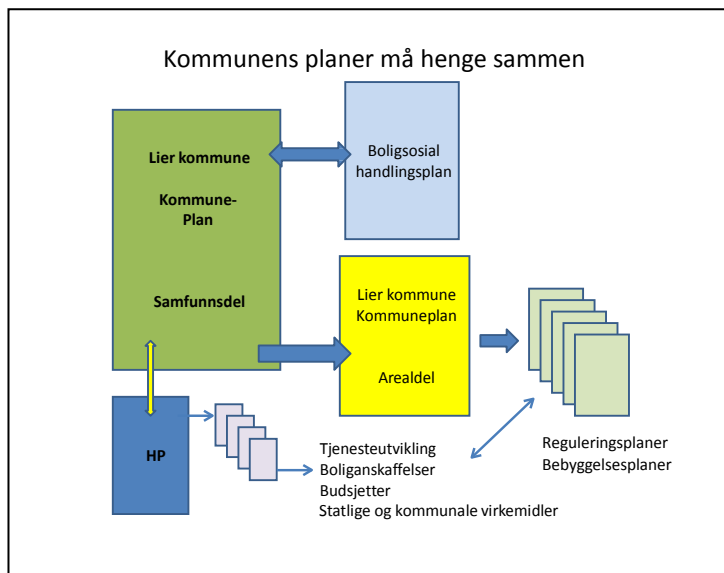 Kommunens planer må henge sammen
Lier kommune
Kommune-
Plan
Samfunnsdel
Boligsosial
handlingsplan
Lier kommune
Kommuneplan
Arealdel
Reguleringsplaner
Bebyggelsesplaner
HP
Tjenesteutvikling
Boliganskaffelser
Budsjetter
Statlige og kommunale virkemidler